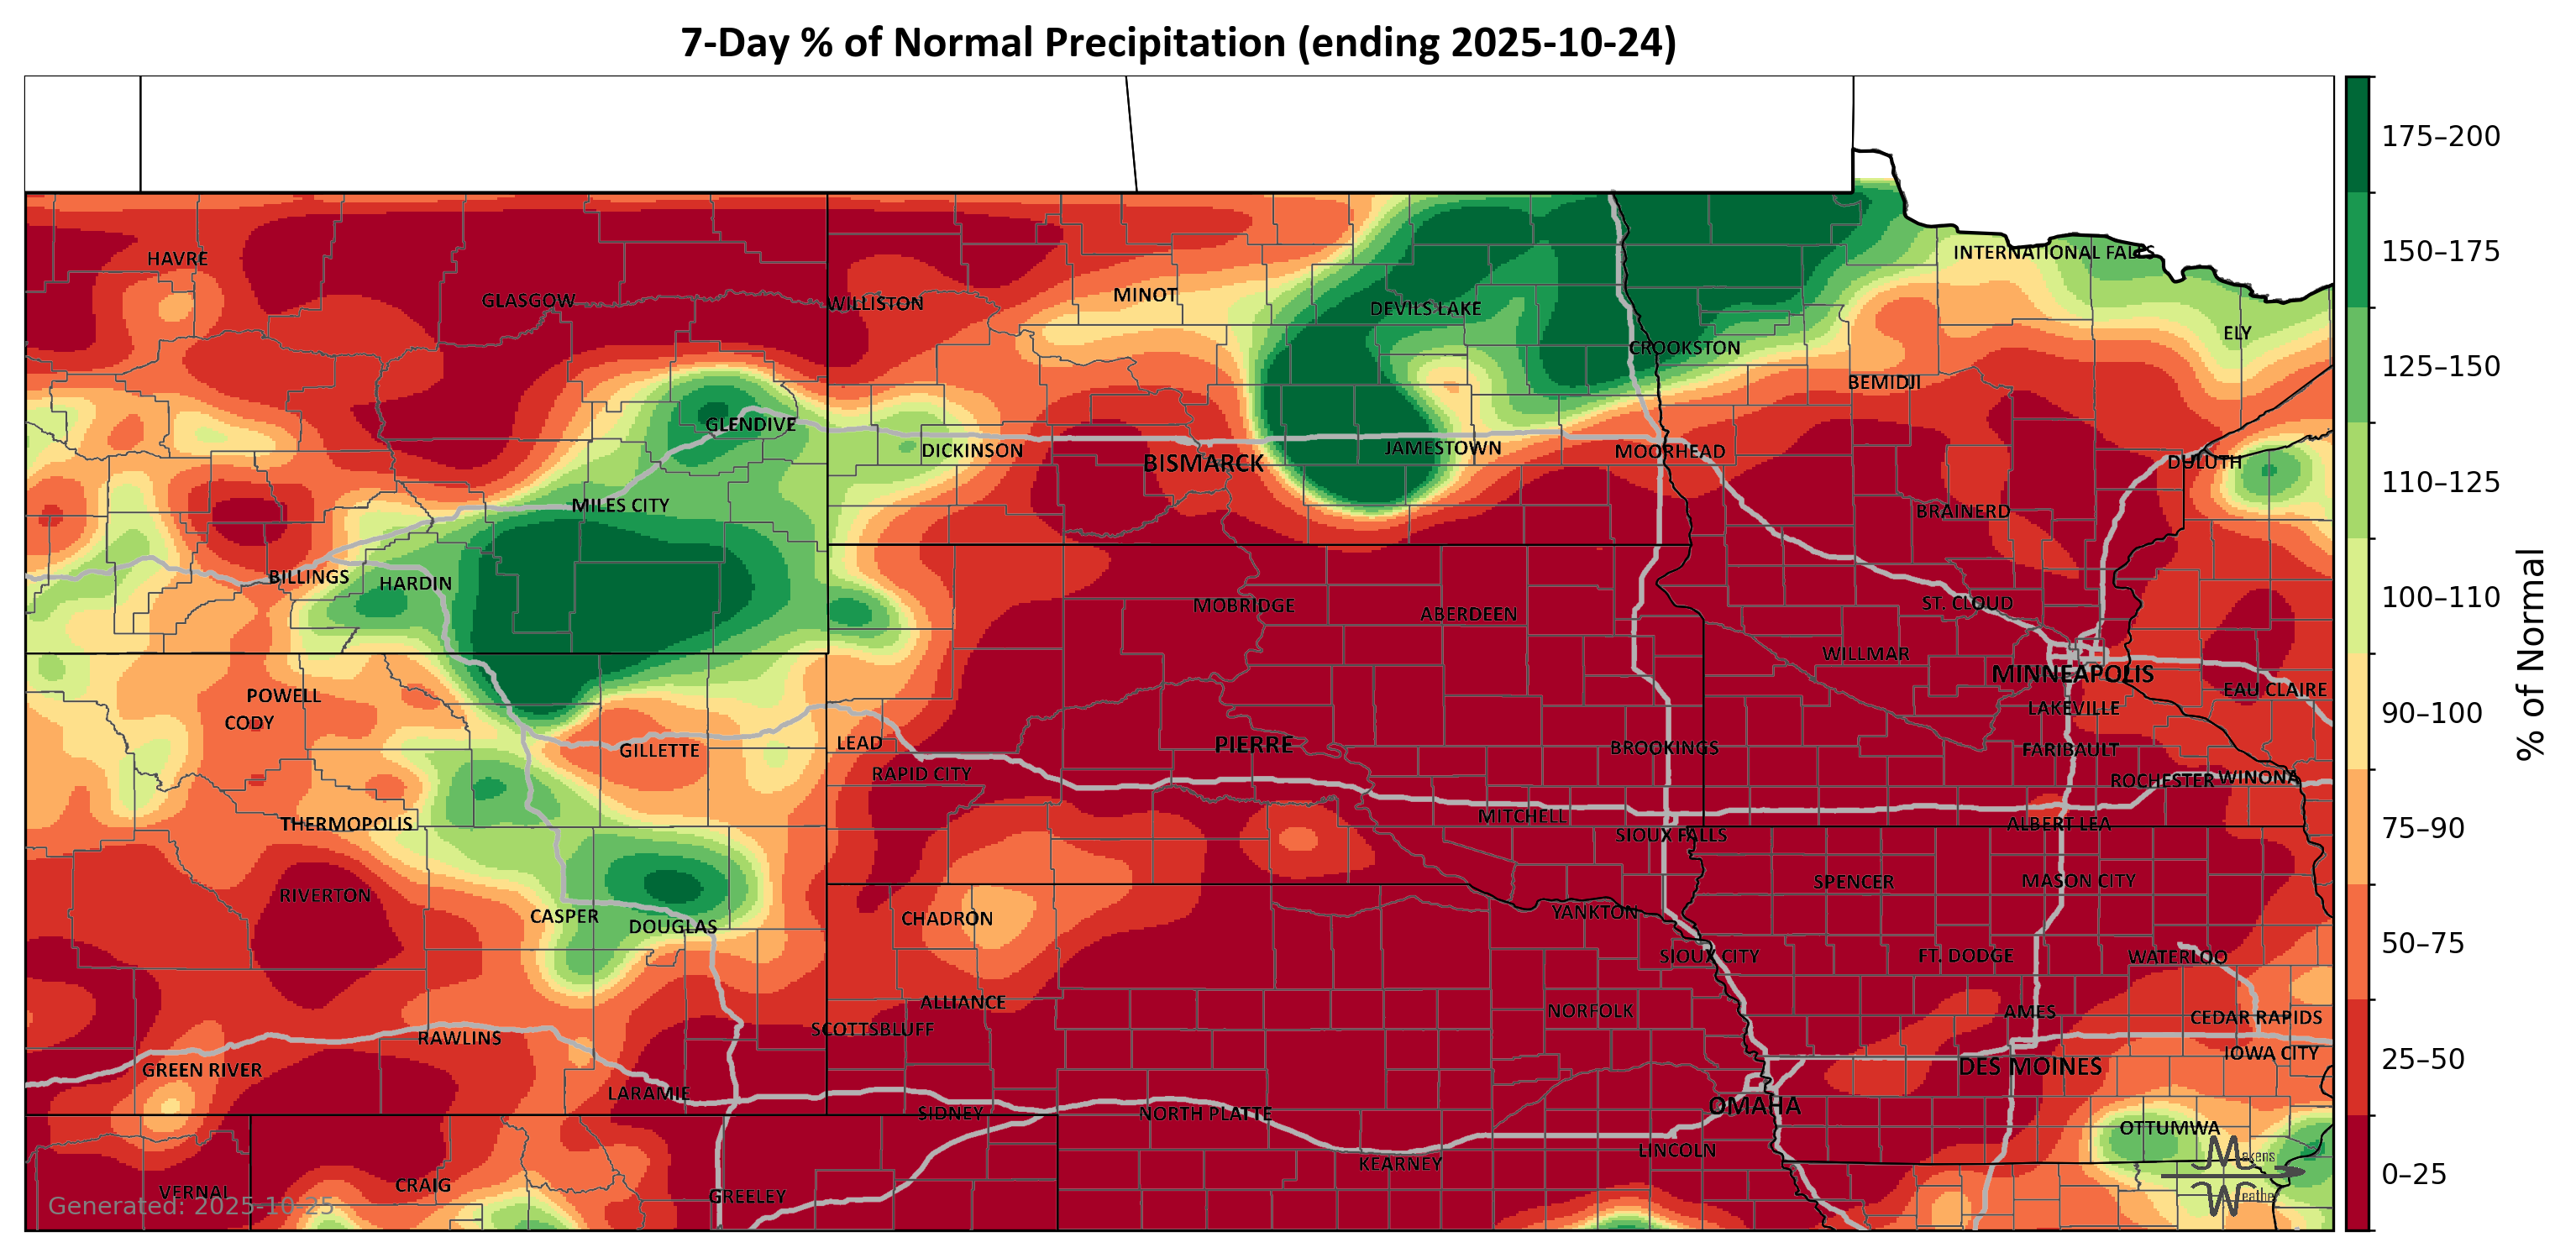 7-Day % of Normal Precipitation (ending 2025-10-24)
175–200
150–175
125–150
110–125
100–110
90–100
75–90
50–75
25–50
0–25
% of Normal
HAVRE
INTERNATIONAL FALLS
GLASGOW
WILLISTON
MINOT
DEVILS LAKE
ELY
CROOKSTON
BEMIDJI
GLENDIVE
DICKINSON
BISMARCK
JAMESTOWN
MOORHEAD
DULUTH
MILES CITY
BRAINERD
BILLINGS
HARDIN
MOBRIDGE
ABERDEEN
ST. CLOUD
WILLMAR
MINNEAPOLIS
POWELL
CODY
EAU CLAIRE
LAKEVILLE
GILLETTE
LEAD
PIERRE
BROOKINGS
FARIBAULT
RAPID CITY
ROCHESTER
WINONA
THERMOPOLIS
MITCHELL
SIOUX FALLS
ALBERT LEA
RIVERTON
SPENCER
MASON CITY
CASPER
DOUGLAS
CHADRON
YANKTON
SIOUX CITY
FT. DODGE
WATERLOO
ALLIANCE
NORFOLK
AMES
CEDAR RAPIDS
SCOTTSBLUFF
RAWLINS
IOWA CITY
GREEN RIVER
DES MOINES
LARAMIE
SIDNEY
NORTH PLATTE
OMAHA
OTTUMWA
LINCOLN
KEARNEY
VERNAL
CRAIG
GREELEY
Makens
Weather
Generated: 2025-10-25